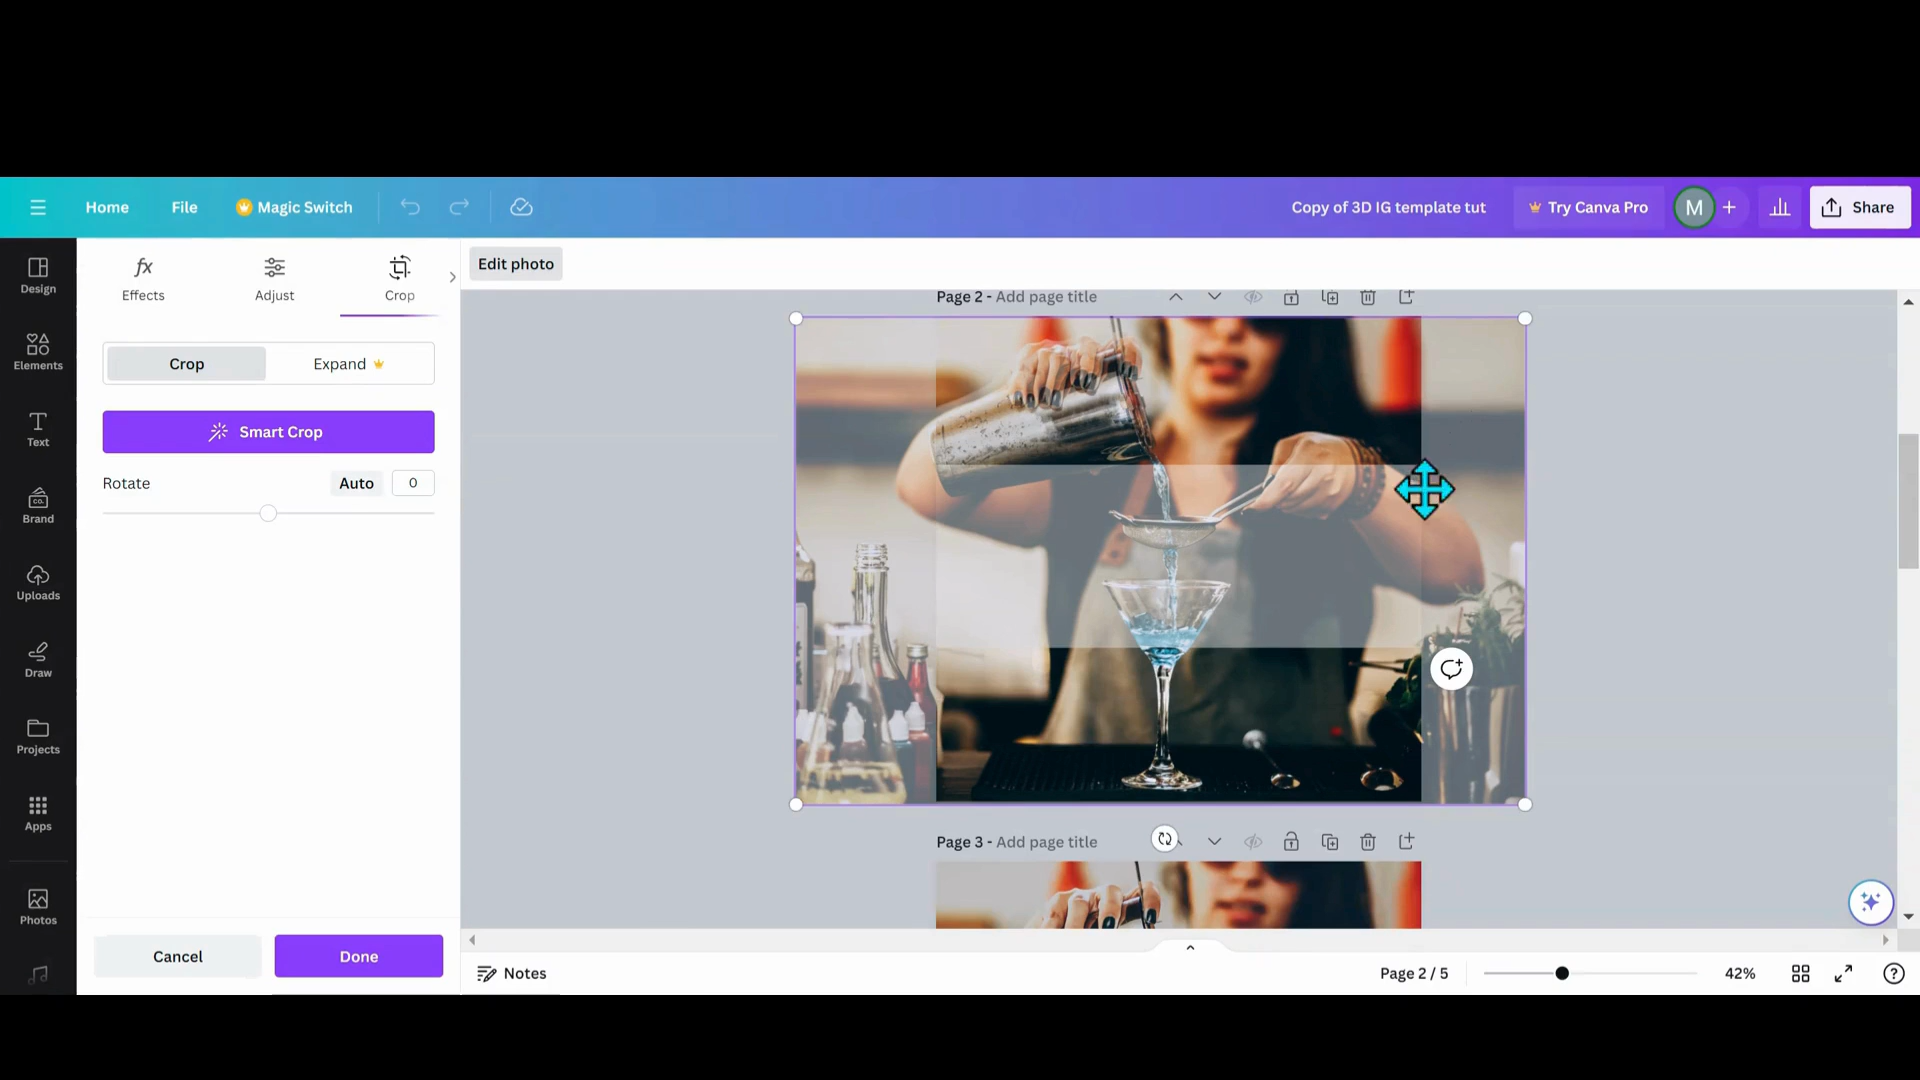 Home File Magic Switch Copy of 3D IG template tut Try Canva Pro M + Share
Design
Elements
Text
Brand
Uploads
Draw
Projects
Apps
Photos
fx
Effects Adjust Crop
Crop Expand
Smart Crop
Rotate Auto 0
Cancel Done
Edit photo
Page 2 - Add page title
Page 3 - Add page title
Notes Page 2 / 5 42% ?